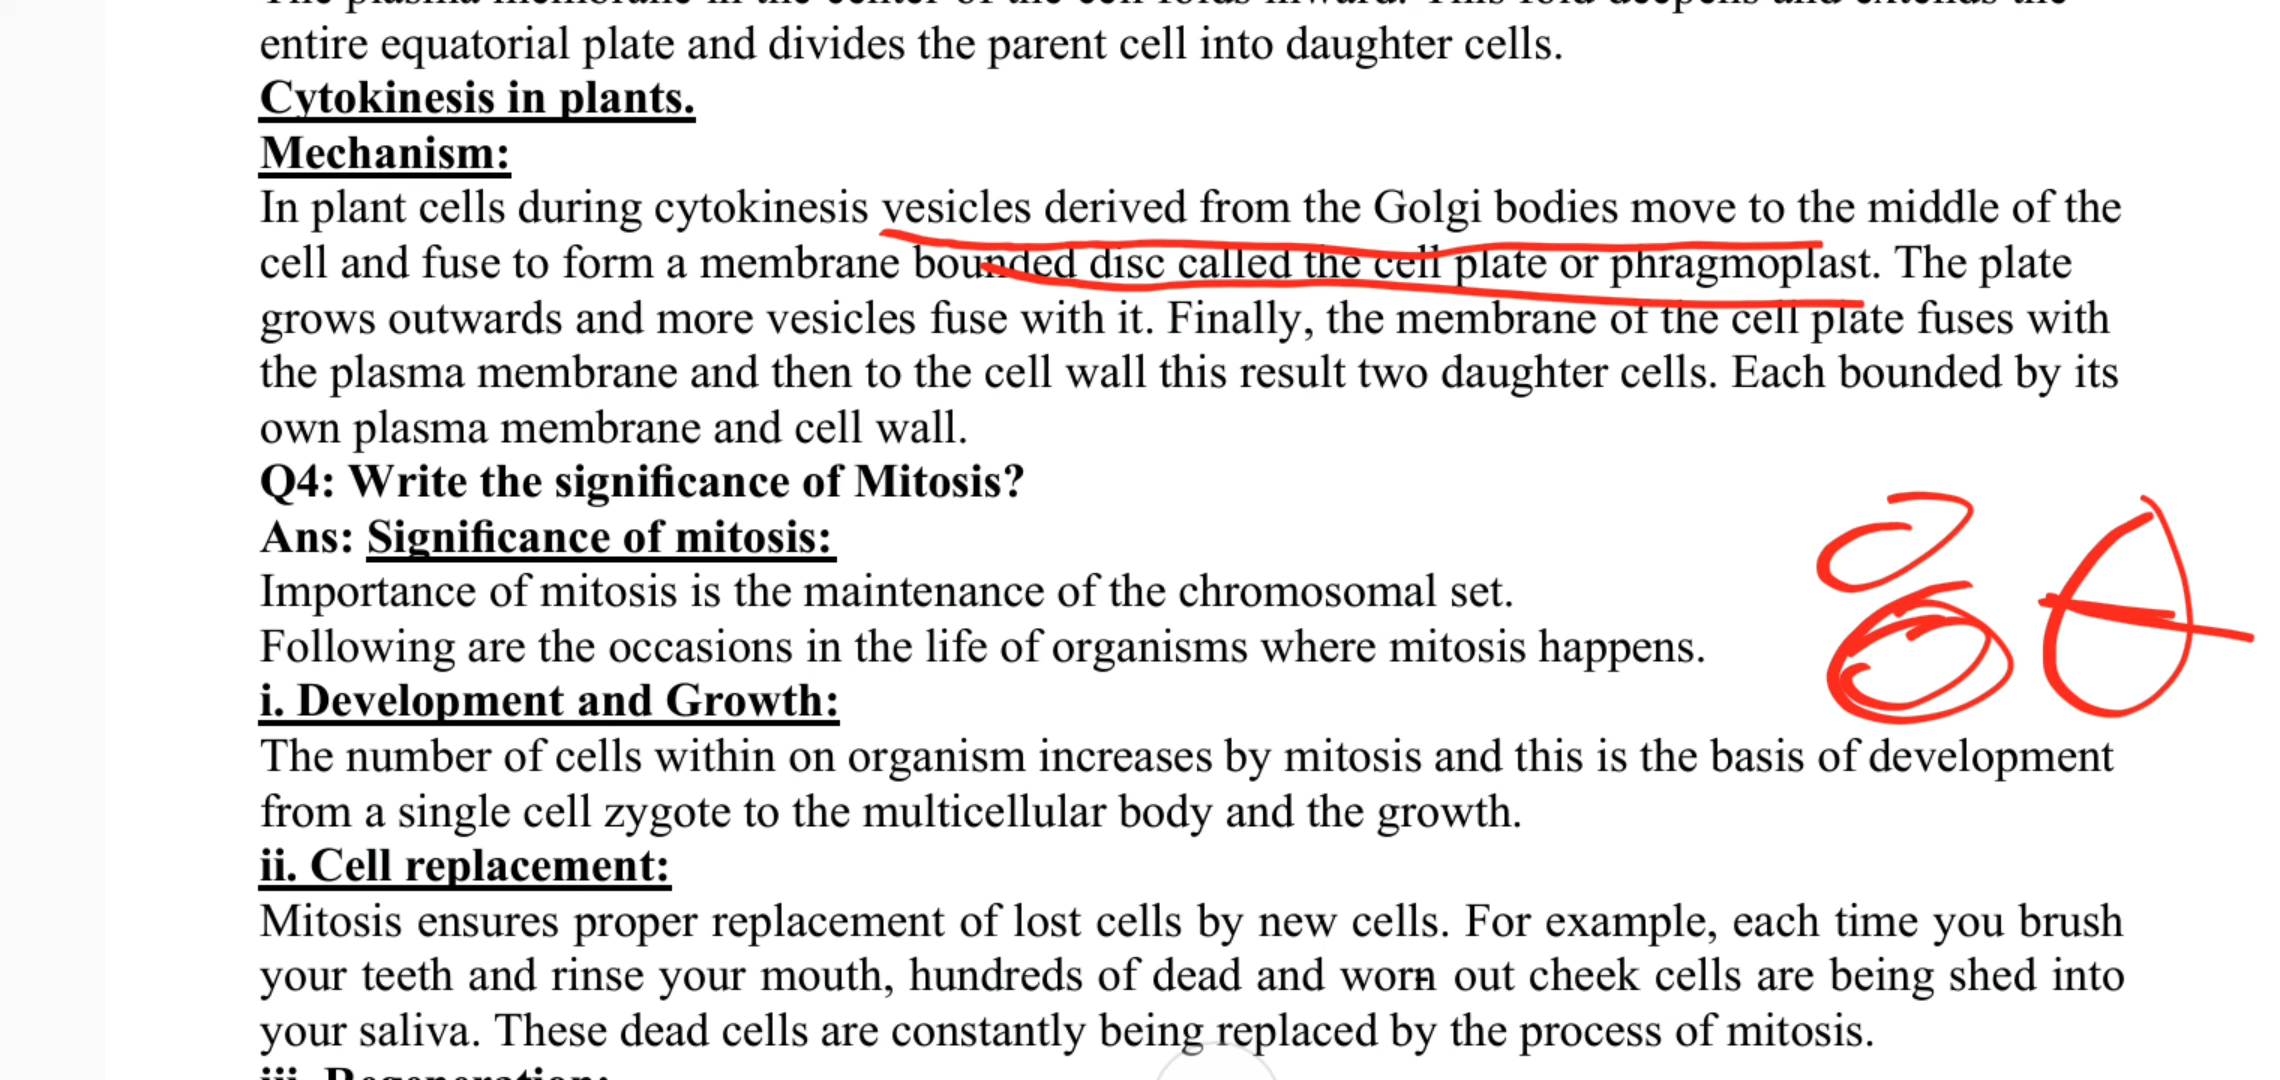 entire equatorial plate and divides the parent cell into daughter cells.
Cytokinesis in plants.
Mechanism:
In plant cells during cytokinesis vesicles derived from the Golgi bodies move to the middle of the
cell and fuse to form a membrane bounded disc called the cell plate or phragmoplast. The plate
grows outwards and more vesicles fuse with it. Finally, the membrane of the cell plate fuses with
the plasma membrane and then to the cell wall this result two daughter cells. Each bounded by its
own plasma membrane and cell wall.
Q4: Write the significance of Mitosis?
Ans: Significance of mitosis:
Importance of mitosis is the maintenance of the chromosomal set.
Following are the occasions in the life of organisms where mitosis happens.
i. Development and Growth:
The number of cells within on organism increases by mitosis and this is the basis of development
from a single cell zygote to the multicellular body and the growth.
ii. Cell replacement:
Mitosis ensures proper replacement of lost cells by new cells. For example, each time you brush
your teeth and rinse your mouth, hundreds of dead and worn out cheek cells are being shed into
your saliva. These dead cells are constantly being replaced by the process of mitosis.
iii. Regeneration: